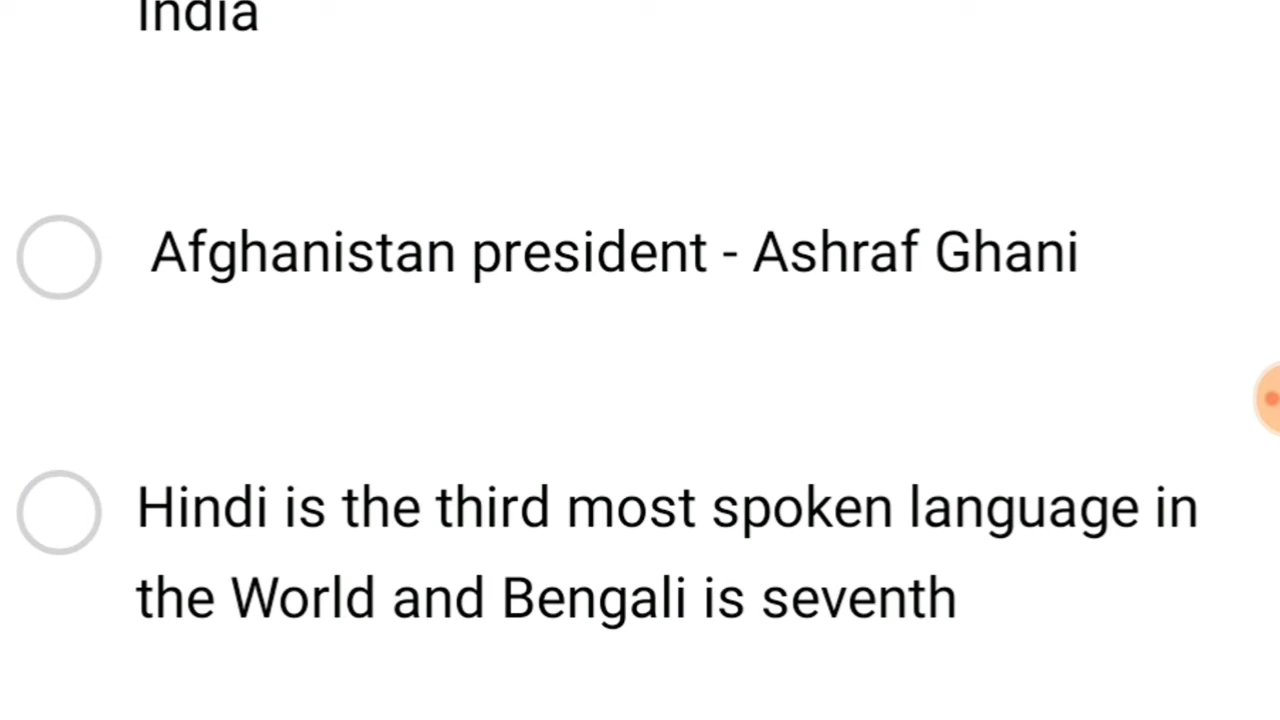 India
Afghanistan president - Ashraf Ghani
Hindi is the third most spoken language in
the World and Bengali is seventh